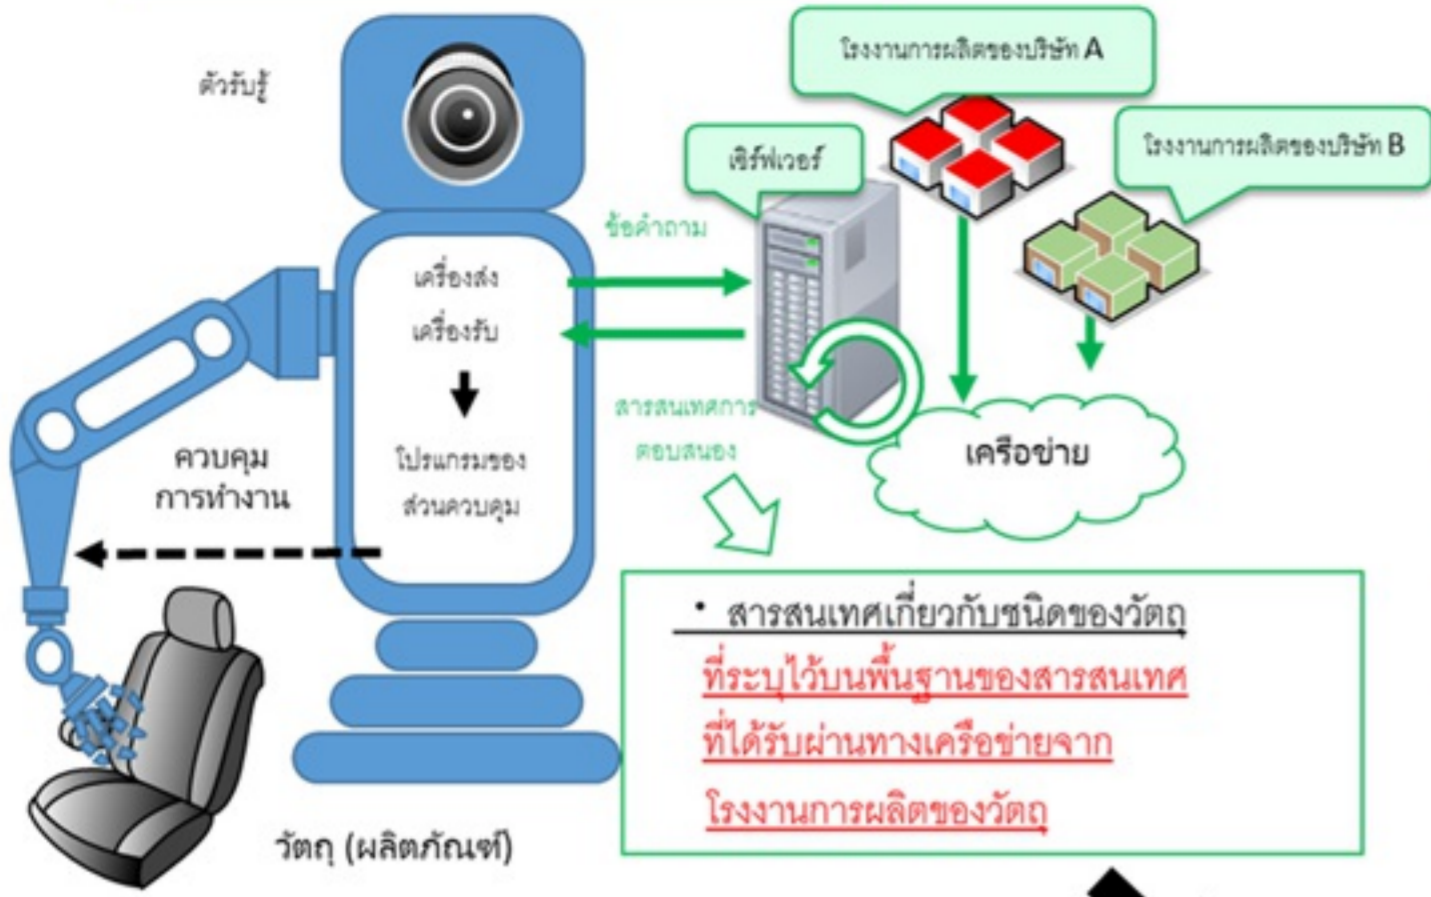 ตัวรับรู้
โรงงานการผลิตของบริษัท A
เซิร์ฟเวอร์
โรงงานการผลิตของบริษัท B
ข้อคำถาม
เครื่องส่ง
เครื่องรับ
สารสนเทศการ
ตอบสนอง
เครือข่าย
ควบคุม
การทำงาน
โปรแกรมของ
ส่วนควบคุม
• สารสนเทศเกี่ยวกับชนิดของวัตถุ
ที่ระบุไว้บนพื้นฐานของสารสนเทศ
ที่ได้รับผ่านทางเครือข่ายจาก
โรงงานการผลิตของวัตถุ
วัตถุ (ผลิตภัณฑ์)